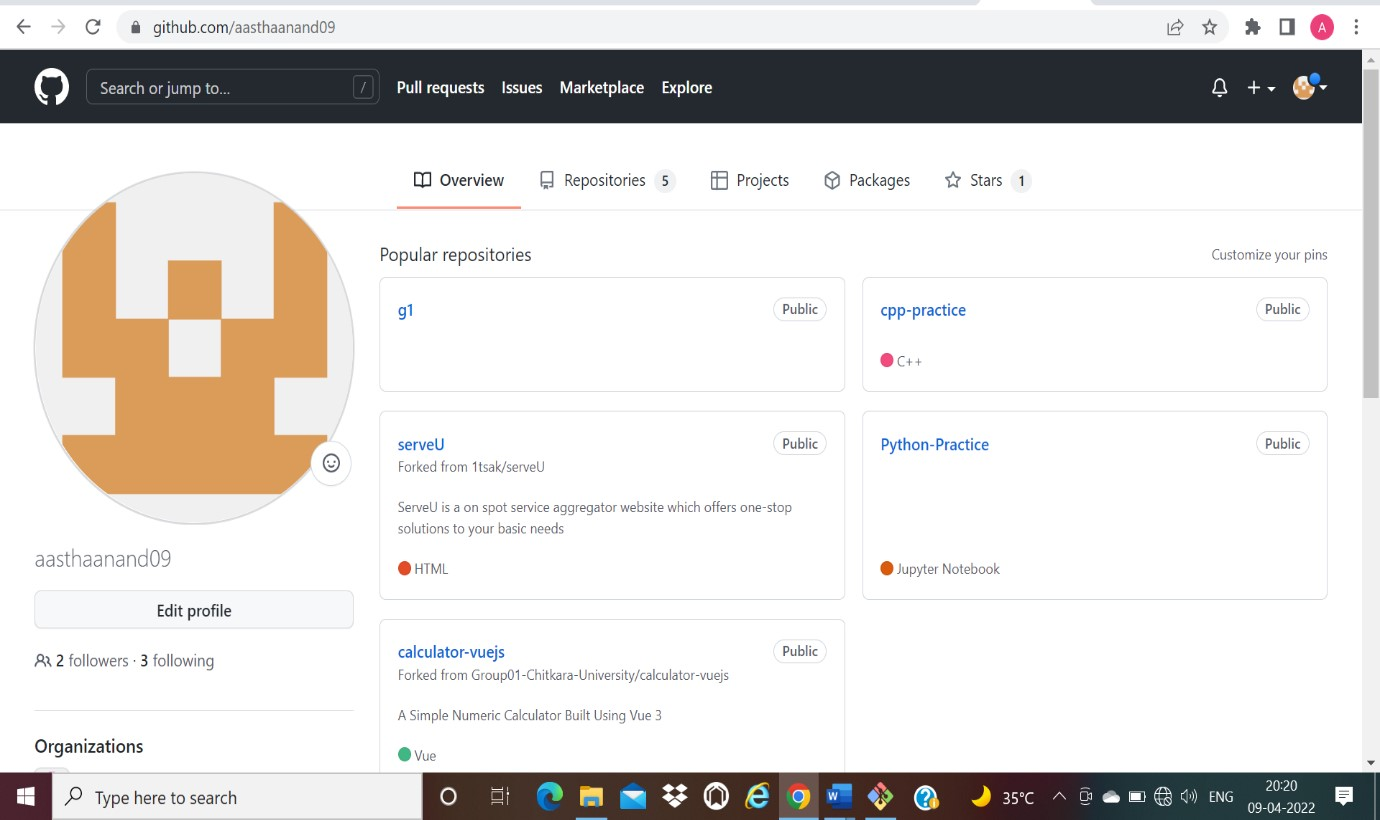 github.com/aasthaanand09
A
Search or jump to...
/
Pull requests
Issues
Marketplace
Explore
Overview
Repositories 5
Projects
Packages
Stars 1
Popular repositories
Customize your pins
g1
Public
cpp-practice
Public
C++
serveU
Public
Forked from 1tsak/serveU
ServeU is a on spot service aggregator website which offers one-stop
solutions to your basic needs
HTML
Python-Practice
Public
Jupyter Notebook
calculator-vuejs
Public
Forked from Group01-Chitkara-University/calculator-vuejs
A Simple Numeric Calculator Built Using Vue 3
Vue
aasthaanand09
Edit profile
2 followers · 3 following
Organizations
Type here to search
35°C
ENG
20:20
09-04-2022